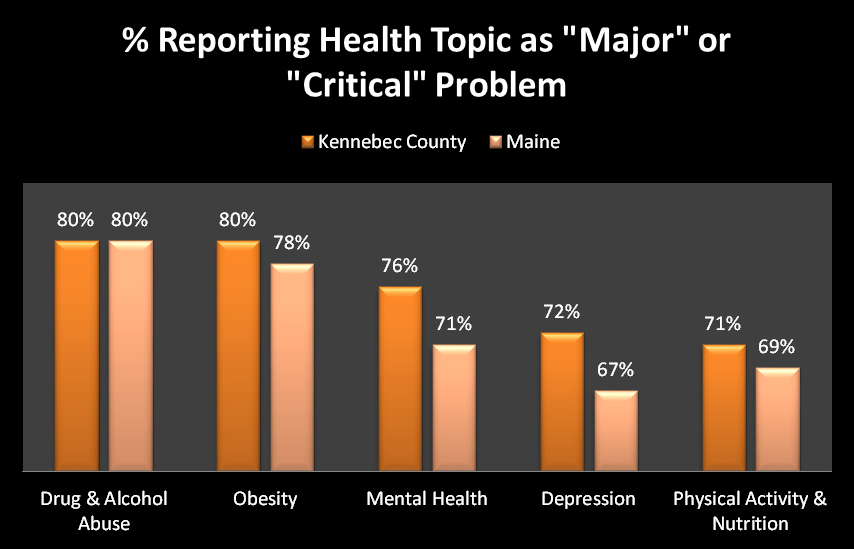 % Reporting Health Topic as "Major" or
"Critical" Problem
Kennebec County Maine
80% 80% 80% 78% 76% 71% 72% 67% 71% 69%
Drug & Alcohol Abuse
Obesity
Mental Health
Depression
Physical Activity & Nutrition